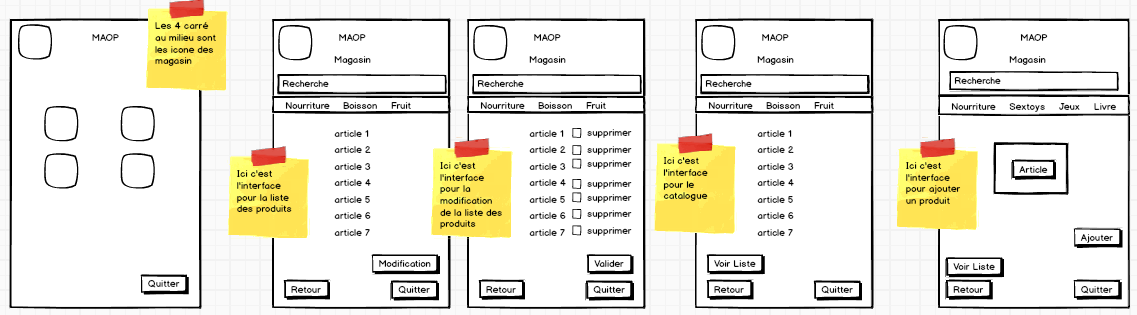 Les 4 carré
au milieu sont
les icone des
magasin
MAOP
Quitter
MAOP
Magasin
Recherche
Nourriture Boisson Fruit
article 1
article 2
article 3
article 4
article 5
article 6
article 7
Ici c'est
l'interface
pour la liste
des produits
Modification
Retour
Quitter
MAOP
Magasin
Recherche
Nourriture Boisson Fruit
article 1 supprimer
article 2 supprimer
article 3 supprimer
article 4 supprimer
article 5 supprimer
article 6 supprimer
article 7 supprimer
Ici c'est
l'interface
pour la
modification
de la liste des
produits
Valider
Retour
Quitter
MAOP
Magasin
Recherche
Nourriture Boisson Fruit
article 1
article 2
article 3
article 4
article 5
article 6
article 7
Ici c'est
l'interface
pour le
catalogue
Voir Liste
Retour
Quitter
MAOP
Magasin
Recherche
Nourriture Sextoys Jeux Livre
Ici c'est
l'interface
pour ajouter
un produit
Article
Ajouter
Voir Liste
Retour
Quitter